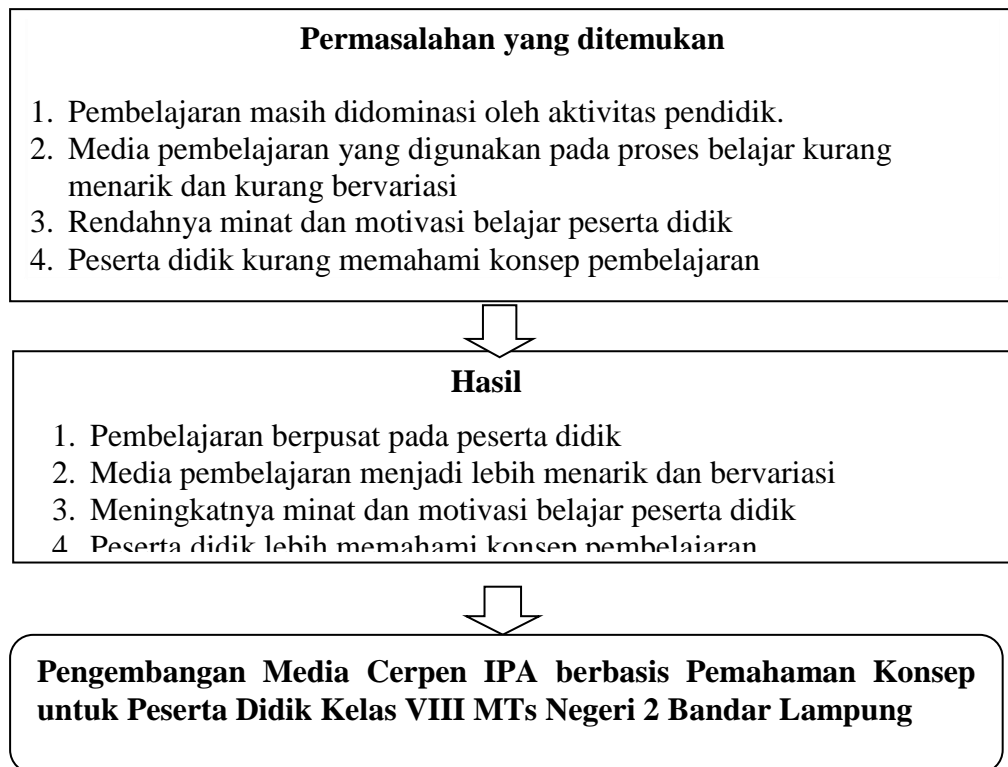 Permasalahan yang ditemukan
1. Pembelajaran masih didominasi oleh aktivitas pendidik.
2. Media pembelajaran yang digunakan pada proses belajar kurang
menarik dan kurang bervariasi
3. Rendahnya minat dan motivasi belajar peserta didik
4. Peserta didik kurang memahami konsep pembelajaran
Hasil
1. Pembelajaran berpusat pada peserta didik
2. Media pembelajaran menjadi lebih menarik dan bervariasi
3. Meningkatnya minat dan motivasi belajar peserta didik
4. Peserta didik lebih memahami konsep pembelajaran
Pengembangan Media Cerpen IPA berbasis Pemahaman Konsep
untuk Peserta Didik Kelas VIII MTs Negeri 2 Bandar Lampung